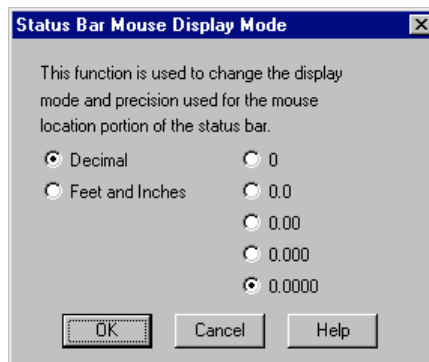 Status Bar Mouse Display Mode
This function is used to change the display
mode and precision used for the mouse
location portion of the status bar.
Decimal 0
Feet and Inches 0.0
0.00
0.000
0.0000
OK Cancel Help